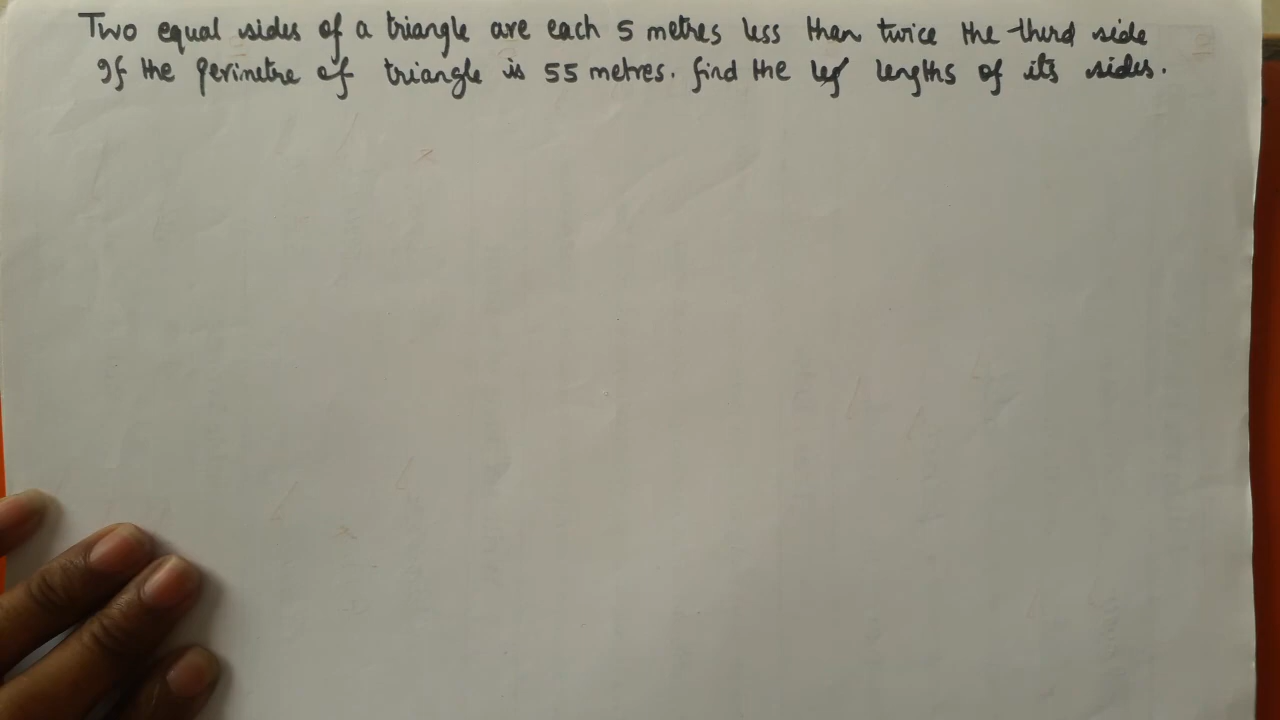 Two equal sides of a triangle are each 5 metres less than twice the third side
If the perimetre of triangle is 55 metres. find the lengths of its sides.